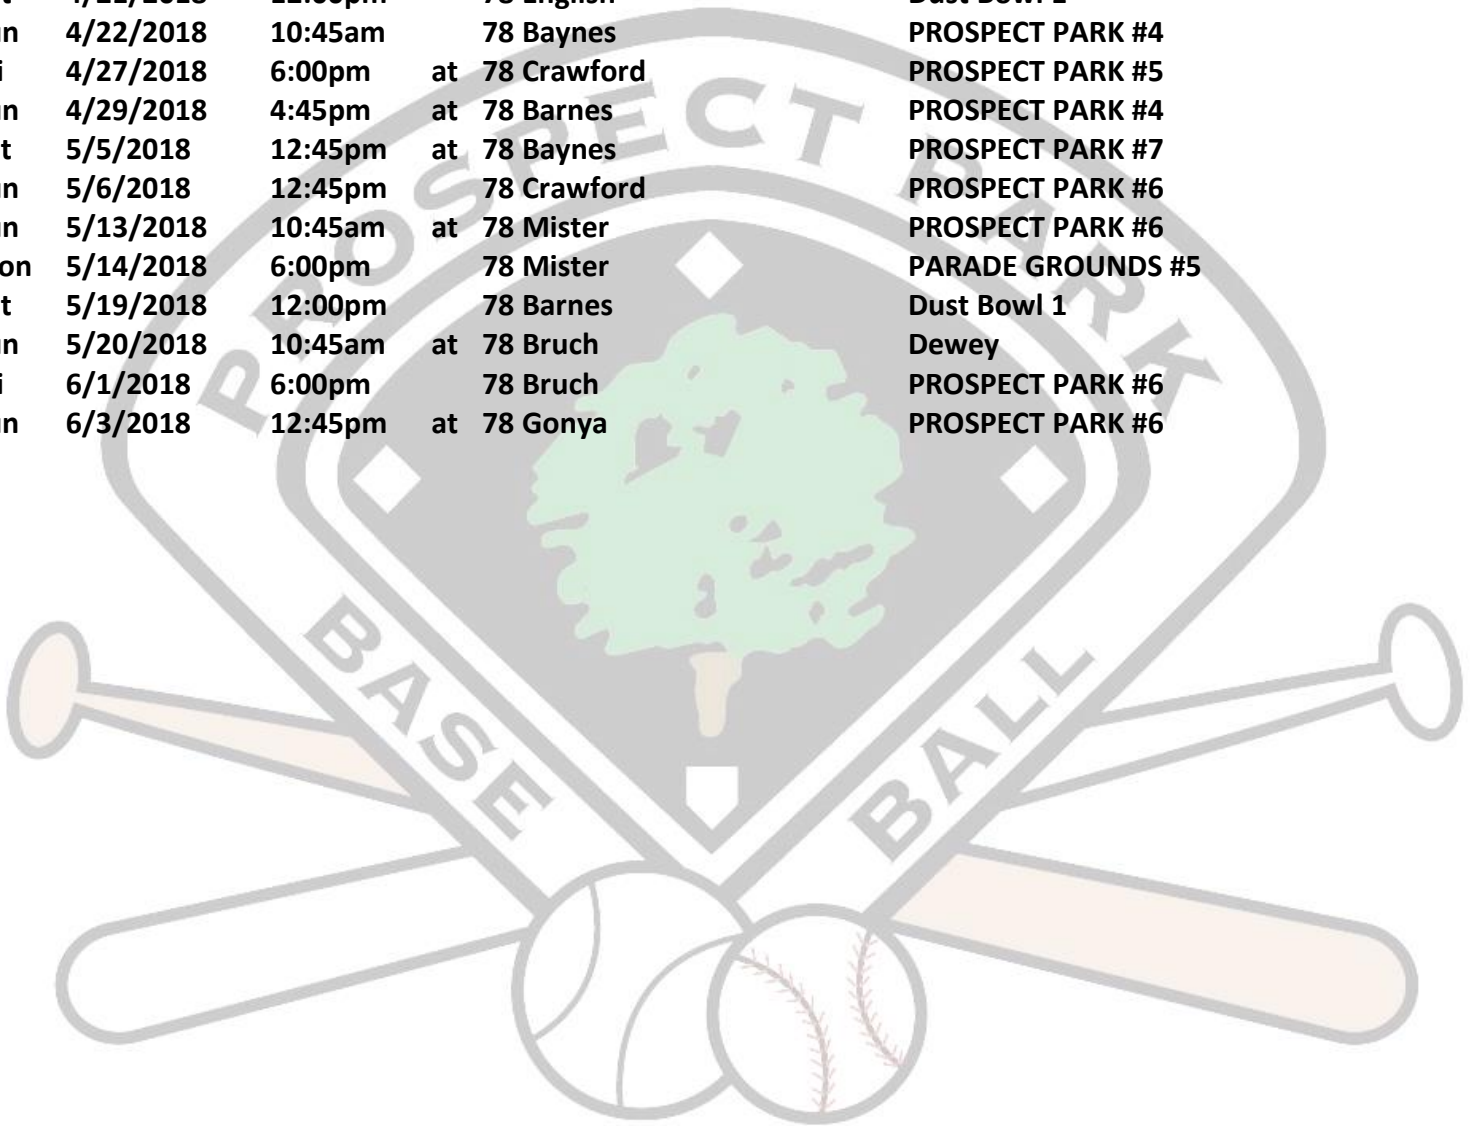 un 4/22/2018 10:45am 78 Baynes PROSPECT PARK #4
i 4/27/2018 6:00pm at 78 Crawford PROSPECT PARK #5
un 4/29/2018 4:45pm at 78 Barnes PROSPECT PARK #4
t 5/5/2018 12:45pm at 78 Baynes PROSPECT PARK #7
un 5/6/2018 12:45pm 78 Crawford PROSPECT PARK #6
un 5/13/2018 10:45am at 78 Mister PROSPECT PARK #6
on 5/14/2018 6:00pm 78 Mister PARADE GROUNDS #5
t 5/19/2018 12:00pm 78 Barnes Dust Bowl 1
un 5/20/2018 10:45am at 78 Bruch Dewey
i 6/1/2018 6:00pm 78 Bruch PROSPECT PARK #6
un 6/3/2018 12:45pm at 78 Gonya PROSPECT PARK #6
PROSPECT PARK
BASE BALL